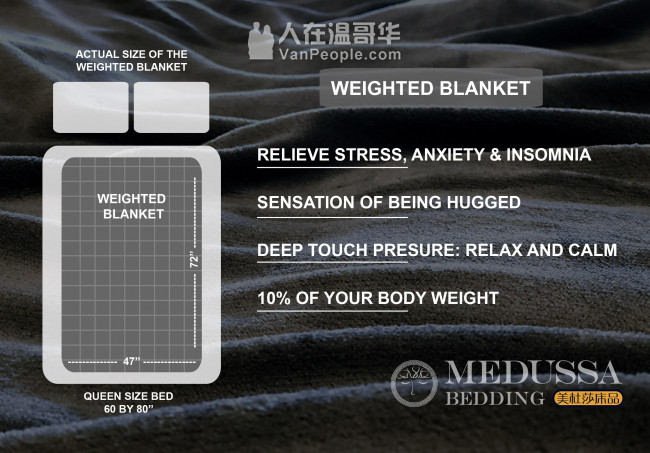 人在温哥华
VanPeople.com
ACTUAL SIZE OF THE
WEIGHTED BLANKET
WEIGHTED BLANKET
WEIGHTED
BLANKET
72"
47"
QUEEN SIZE BED
60 BY 80”
RELIEVE STRESS, ANXIETY & INSOMNIA
SENSATION OF BEING HUGGED
DEEP TOUCH PRESURE: RELAX AND CALM
10% OF YOUR BODY WEIGHT
MEDUSSA
BEDDING 美杜莎床品